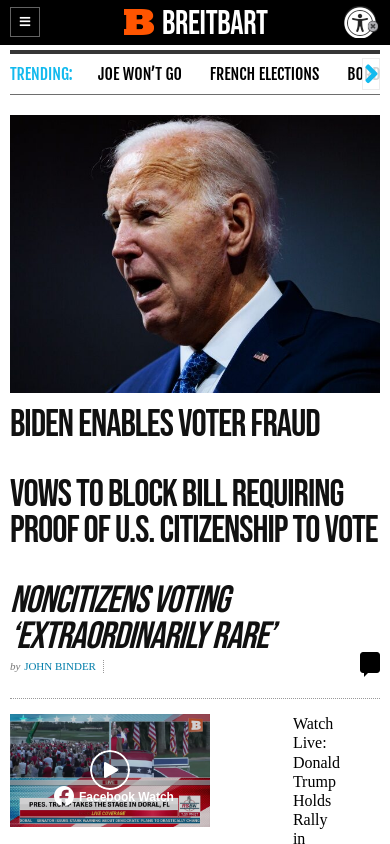 BREITBART
TRENDING:
JOE WON'T GO
FRENCH ELECTIONS
BO
BIDEN ENABLES VOTER FRAUD
VOWS TO BLOCK BILL REQUIRING
PROOF OF U.S. CITIZENSHIP TO VOTE
NONCITIZENS VOTING
‘EXTRAORDINARILY RARE’
by JOHN BINDER
Watch
Live:
Donald
Trump
Holds
Rally
in
Facebook Watch
LIVE
PRES. TRUMP TAKES THE STAGE IN DORAL, FL
LIVE COVERAGE